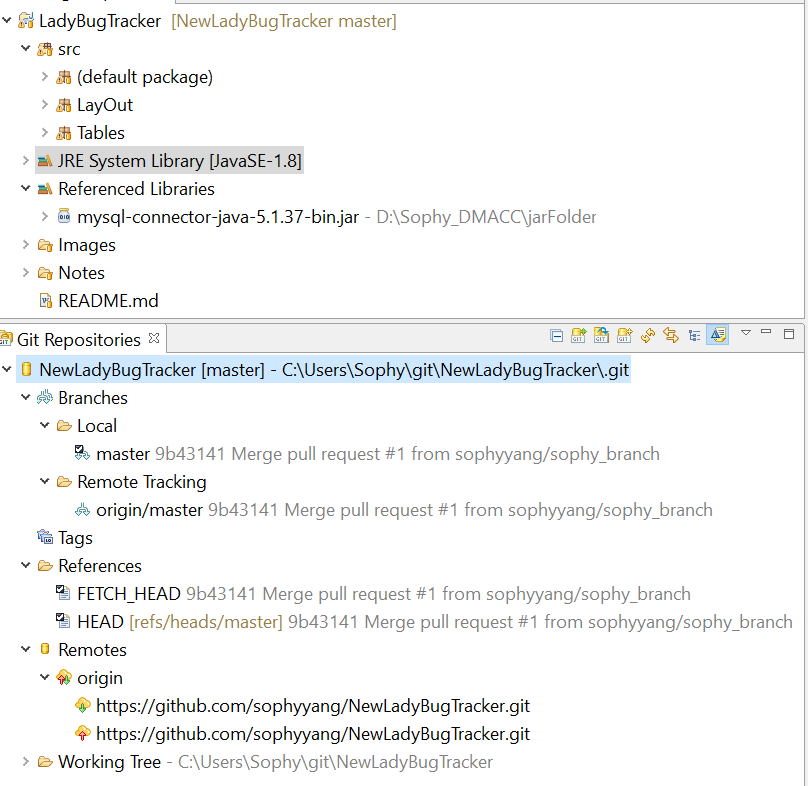 LadyBugTracker [NewLadyBugTracker master]
src
(default package)
LayOut
Tables
JRE System Library [JavaSE-1.8]
Referenced Libraries
mysql-connector-java-5.1.37-bin.jar - D:\Sophy_DMACC\jarFolder
Images
Notes
README.md
Git Repositories
NewLadyBugTracker [master] - C:\Users\Sophy\git\NewLadyBugTracker\.git
Branches
Local
master 9b43141 Merge pull request #1 from sophyyang/sophy_branch
Remote Tracking
origin/master 9b43141 Merge pull request #1 from sophyyang/sophy_branch
Tags
References
FETCH_HEAD 9b43141 Merge pull request #1 from sophyyang/sophy_branch
HEAD [refs/heads/master] 9b43141 Merge pull request #1 from sophyyang/sophy_branch
Remotes
origin
https://github.com/sophyyang/NewLadyBugTracker.git
https://github.com/sophyyang/NewLadyBugTracker.git
Working Tree - C:\Users\Sophy\git\NewLadyBugTracker